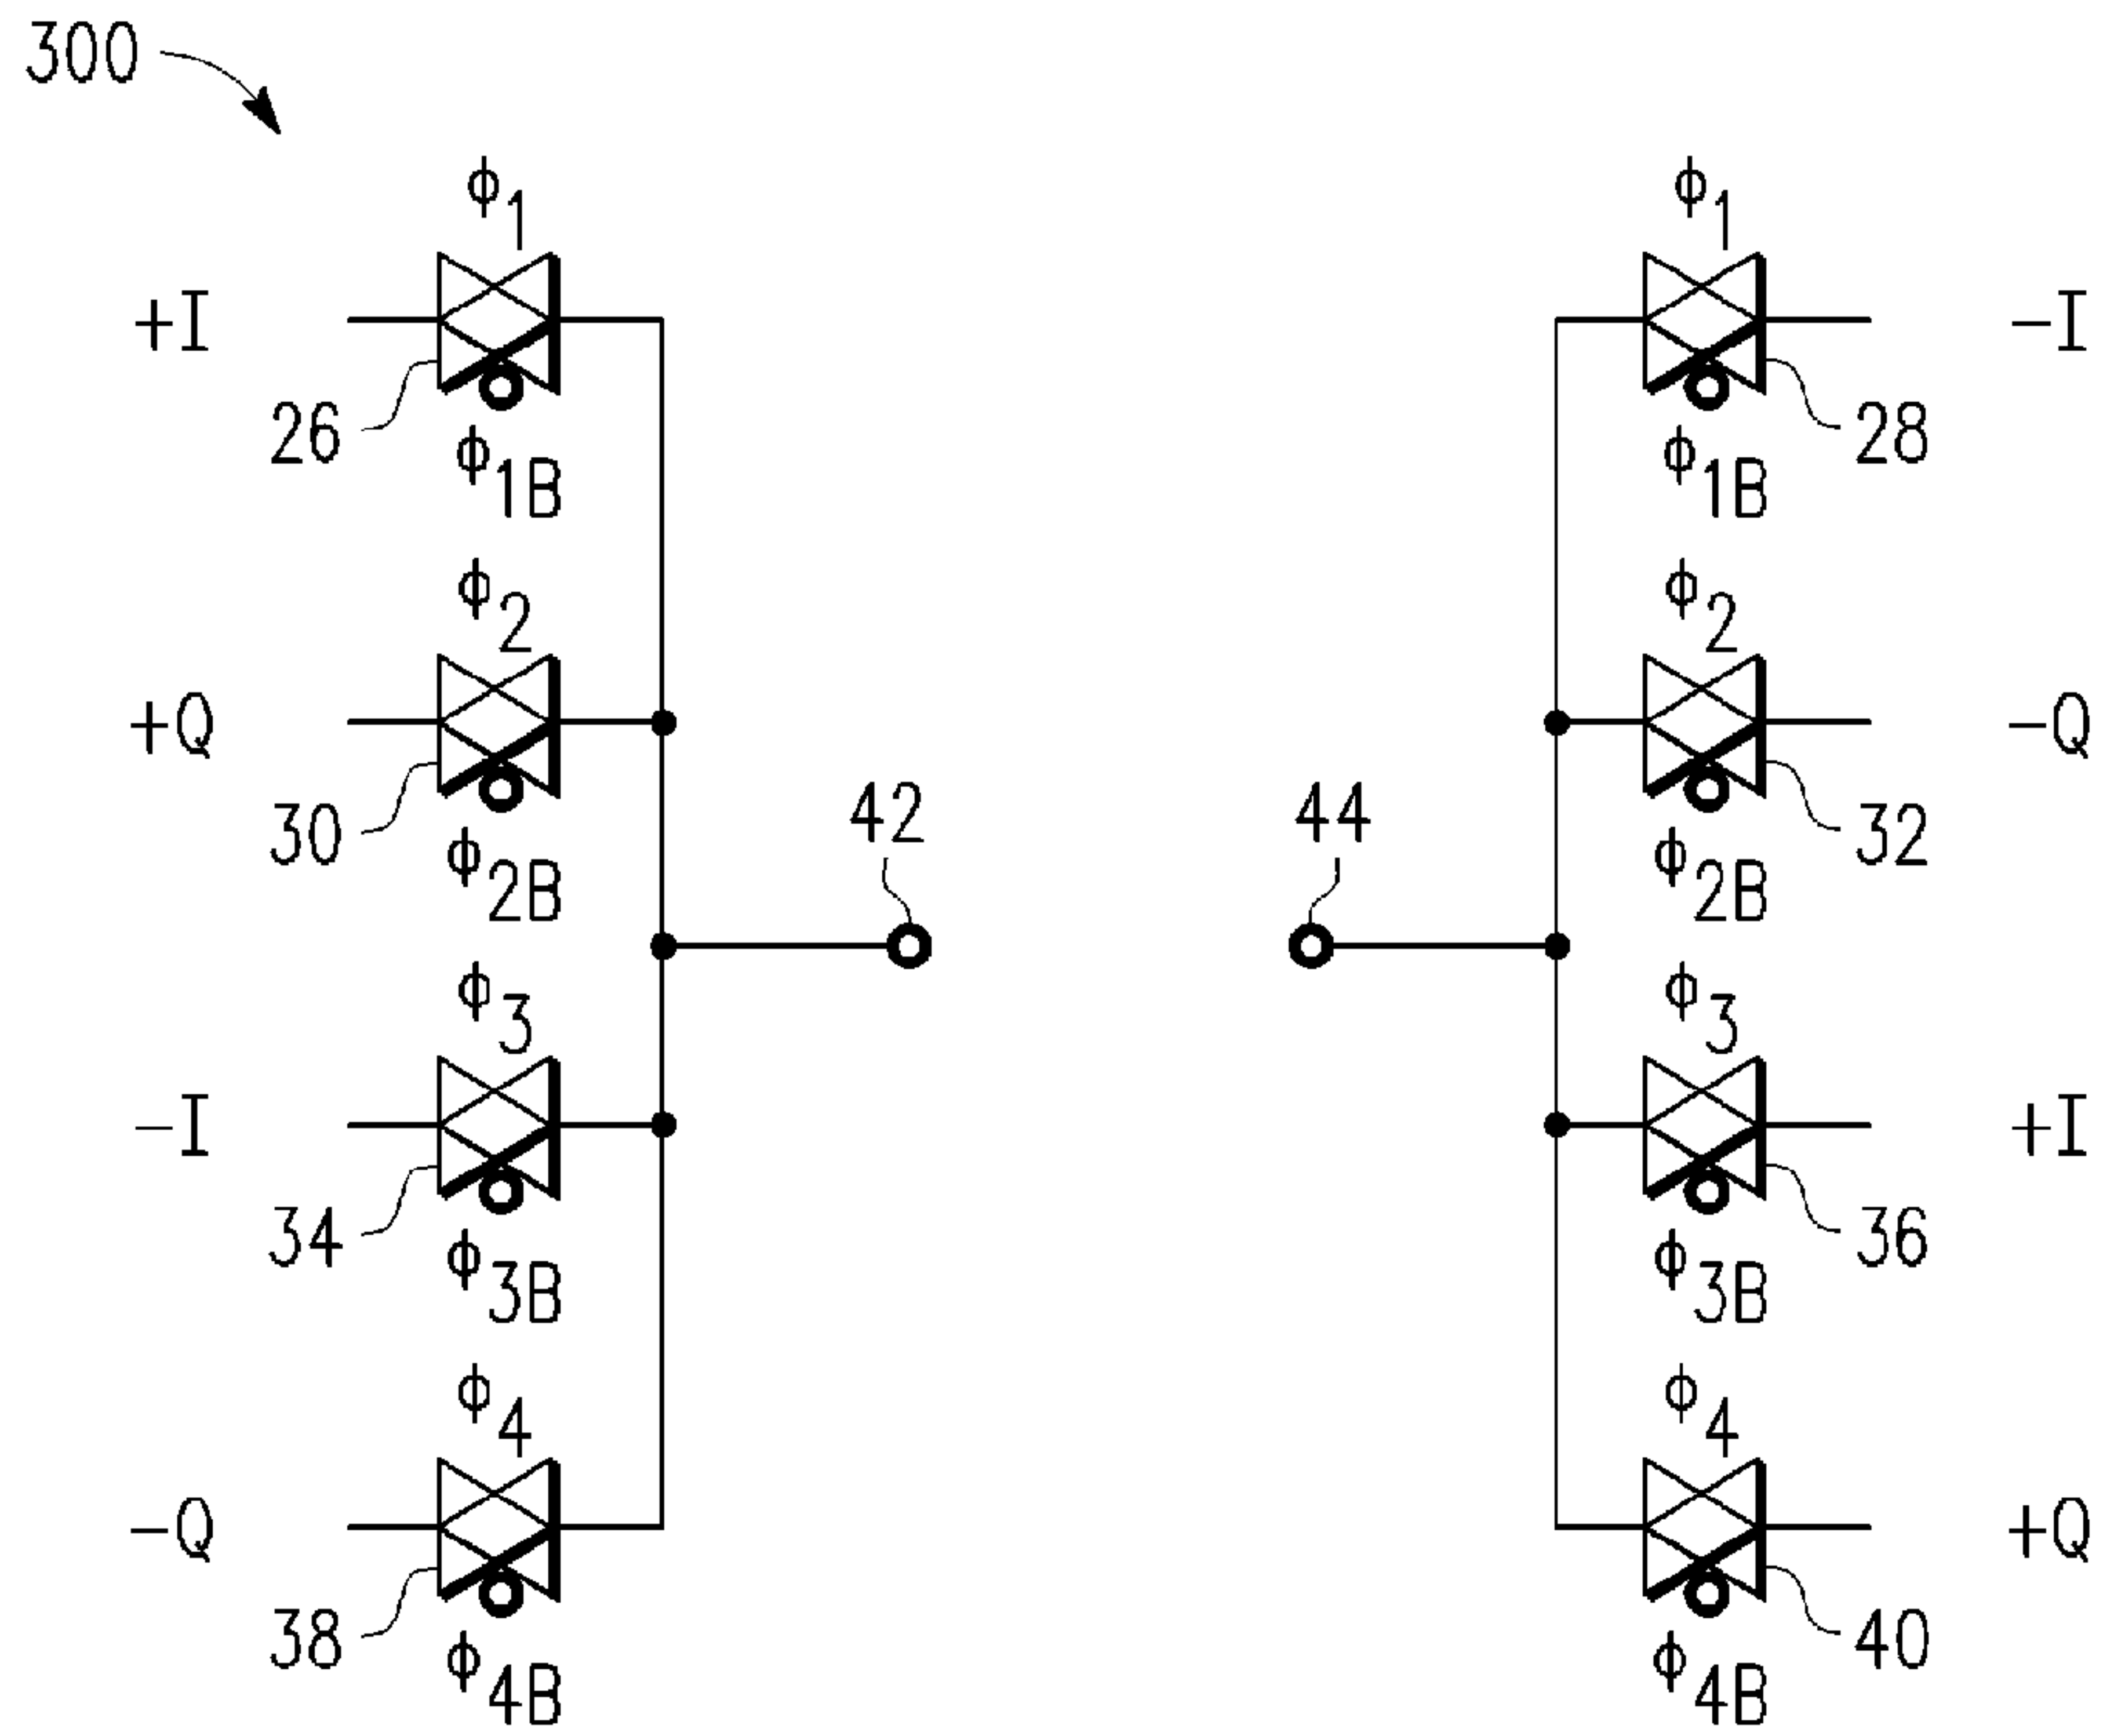 300
ϕ1 ϕ1
+I -I
26 28
ϕ1B ϕ1B
ϕ2 ϕ2
+Q -Q
42 44
30 32
ϕ2B ϕ2B
ϕ3 ϕ3
-I +I
34 36
ϕ3B ϕ3B
ϕ4 ϕ4
-Q +Q
38 40
ϕ4B ϕ4B